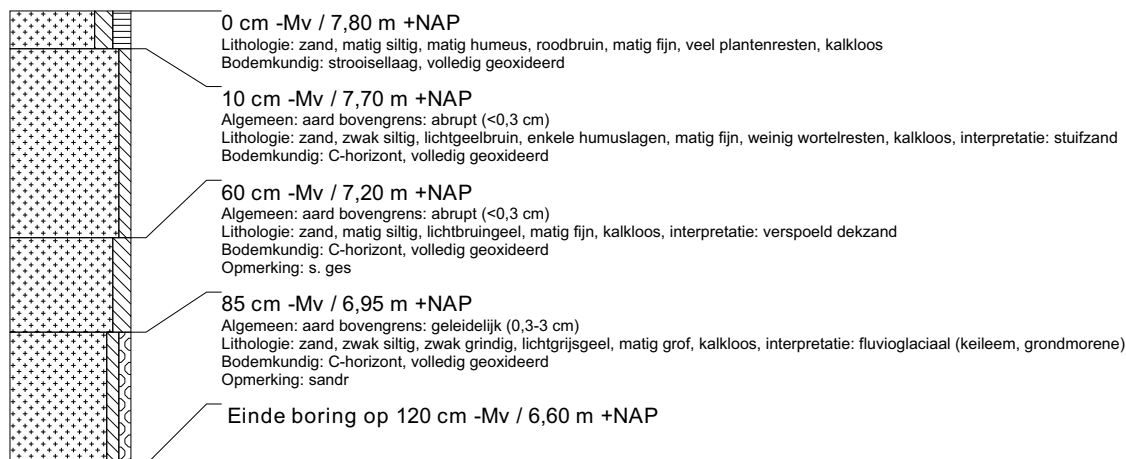 0 cm -Mv / 7,80 m +NAP
Lithologie: zand, matig siltig, matig humeus, roodbruin, matig fijn, veel plantenresten, kalkloos
Bodemkundig: strooisellaag, volledig geoxideerd
10 cm -Mv / 7,70 m +NAP
Algemeen: aard bovengrens: abrupt (<0,3 cm)
Lithologie: zand, zwak siltig, lichtgeelbruin, enkele humuslagen, matig fijn, weinig wortelresten, kalkloos, interpretatie: stuifzand
Bodemkundig: C-horizont, volledig geoxideerd
60 cm -Mv / 7,20 m +NAP
Algemeen: aard bovengrens: abrupt (<0,3 cm)
Lithologie: zand, matig siltig, lichtbruingeel, matig fijn, kalkloos, interpretatie: verspoeld dekzand
Bodemkundig: C-horizont, volledig geoxideerd
Opmerking: s. ges
85 cm -Mv / 6,95 m +NAP
Algemeen: aard bovengrens: geleidelijk (0,3-3 cm)
Lithologie: zand, zwak siltig, zwak grindig, lichtgrijsgeel, matig grof, kalkloos, interpretatie: fluvioglaciaal (keileem, grondmorene)
Bodemkundig: C-horizont, volledig geoxideerd
Opmerking: sandr
Einde boring op 120 cm -Mv / 6,60 m +NAP